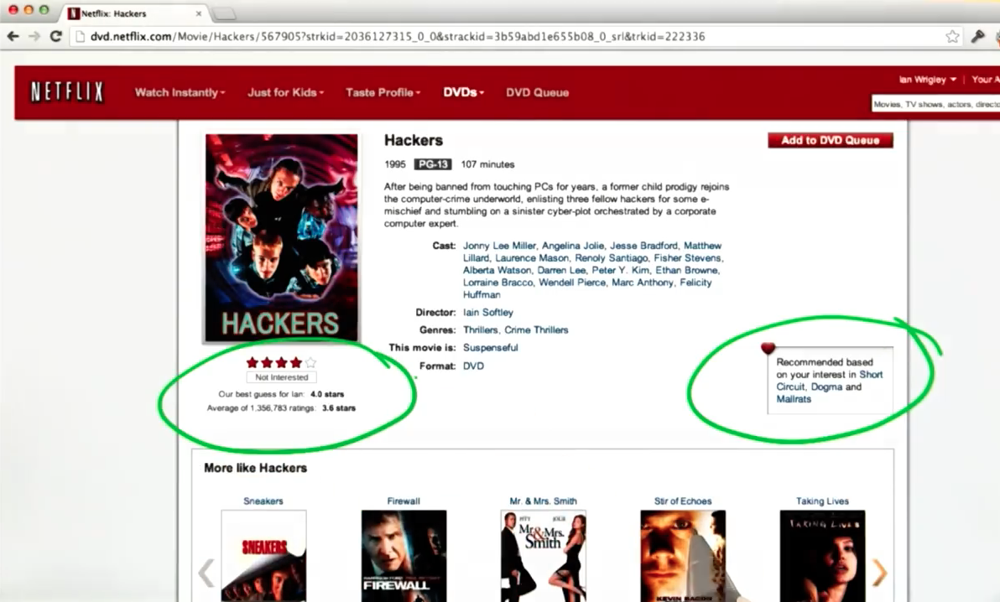 Netflix: Hackers
dvd.netflix.com/Movie/Hackers/567905?strkid=2036127315_0_0&strackid=3b59abd1e655b08_0_srl&trkid=222336
NETFLIX
Watch Instantly
Just for Kids
Taste Profile
DVDs
DVD Queue
Ian Wrigley
Your A
Movies, TV shows, actors, directo
HACKERS
Hackers
Add to DVD Queue
1995 PG-13 107 minutes
After being banned from touching PCs for years, a former child prodigy rejoins
the computer-crime underworld, enlisting three fellow hackers for some e-
mischief and stumbling on a sinister cyber-plot orchestrated by a corporate
computer expert.
Cast: Jonny Lee Miller, Angelina Jolie, Jesse Bradford, Matthew
Lillard, Laurence Mason, Renoly Santiago, Fisher Stevens,
Alberta Watson, Darren Lee, Peter Y. Kim, Ethan Browne,
Lorraine Bracco, Wendell Pierce, Marc Anthony, Felicity
Huffman
Director: Iain Softley
Genres: Thrillers, Crime Thrillers
This movie is: Suspenseful
Format: DVD
Not Interested
Our best guess for Ian: 4.0 stars
Average of 1,356,783 ratings: 3.6 stars
Recommended based
on your interest in Short
Circuit, Dogma and
Mallrats
More like Hackers
Sneakers
Firewall
Mr. & Mrs. Smith
Stir of Echoes
Taking Lives
SNEAKERS
FIREWALL
PITT JOLIE
Mr. & Mrs.
Smith
KEVIN BACON
TAKING LIVES